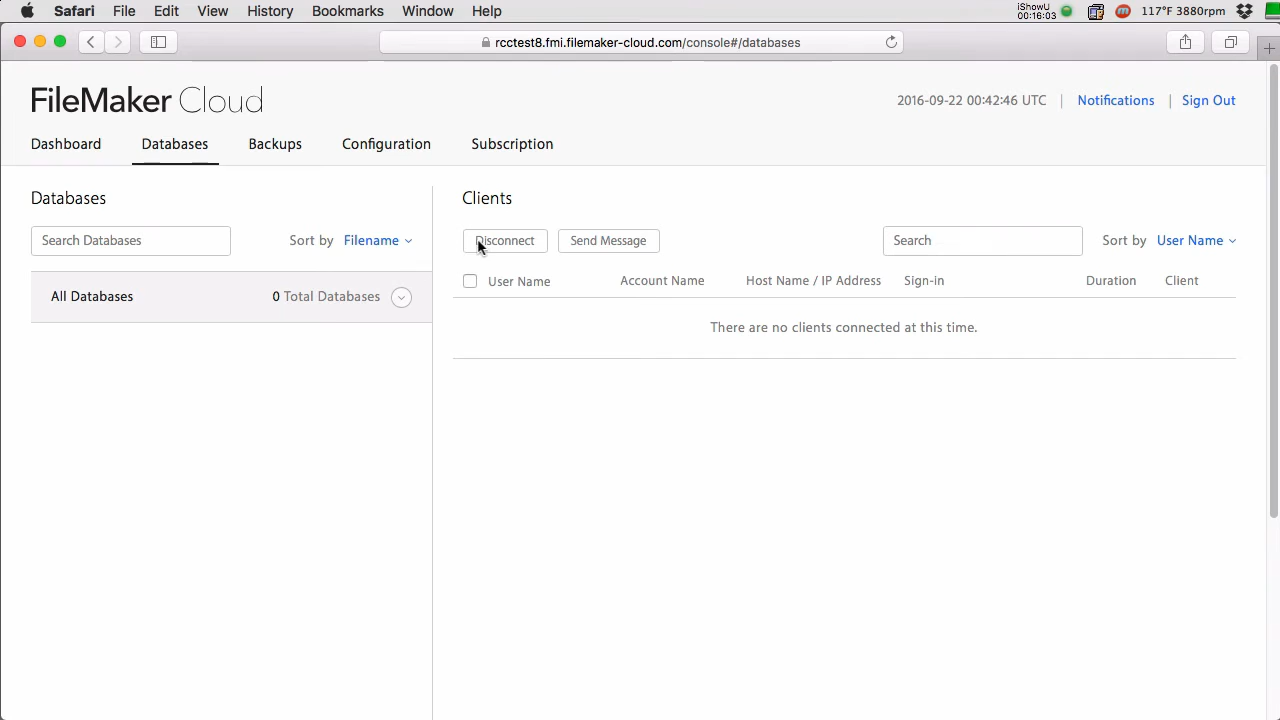 Safari File Edit View History Bookmarks Window Help
iShowU
00:16:03
117°F 3880rpm
rcctest8.fmi.filemaker-cloud.com/console#/databases
FileMaker Cloud
2016-09-22 00:42:46 UTC | Notifications | Sign Out
Dashboard Databases Backups Configuration Subscription
Databases
Search Databases Sort by Filename
All Databases 0 Total Databases
Clients
Disconnect Send Message Search Sort by User Name
User Name Account Name Host Name / IP Address Sign-in Duration Client
There are no clients connected at this time.